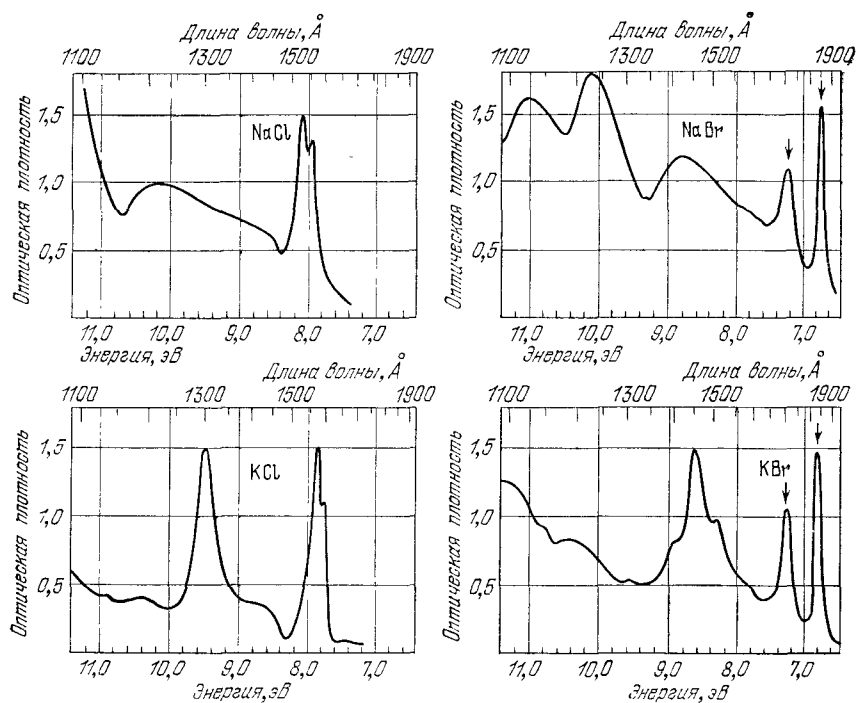 Длина волны, Å
1100 1300 1500 1900
Оптическая плотность
1,5
1,0
0,5
NaCl
11,0 10,0 9,0 8,0 7,0
Энергия, эВ
Длина волны, Å
1100 1300 1500 1900
Оптическая плотность
1,5
1,0
0,5
NaBr
11,0 10,0 9,0 8,0 7,0
Энергия, эВ
Длина волны, Å
1100 1300 1500 1900
Оптическая плотность
1,5
1,0
0,5
KCl
11,0 10,0 9,0 8,0 7,0
Энергия, эВ
Длина волны, Å
1100 1300 1500 1900
Оптическая плотность
1,5
1,0
0,5
KBr
11,0 10,0 9,0 8,0 7,0
Энергия, эВ